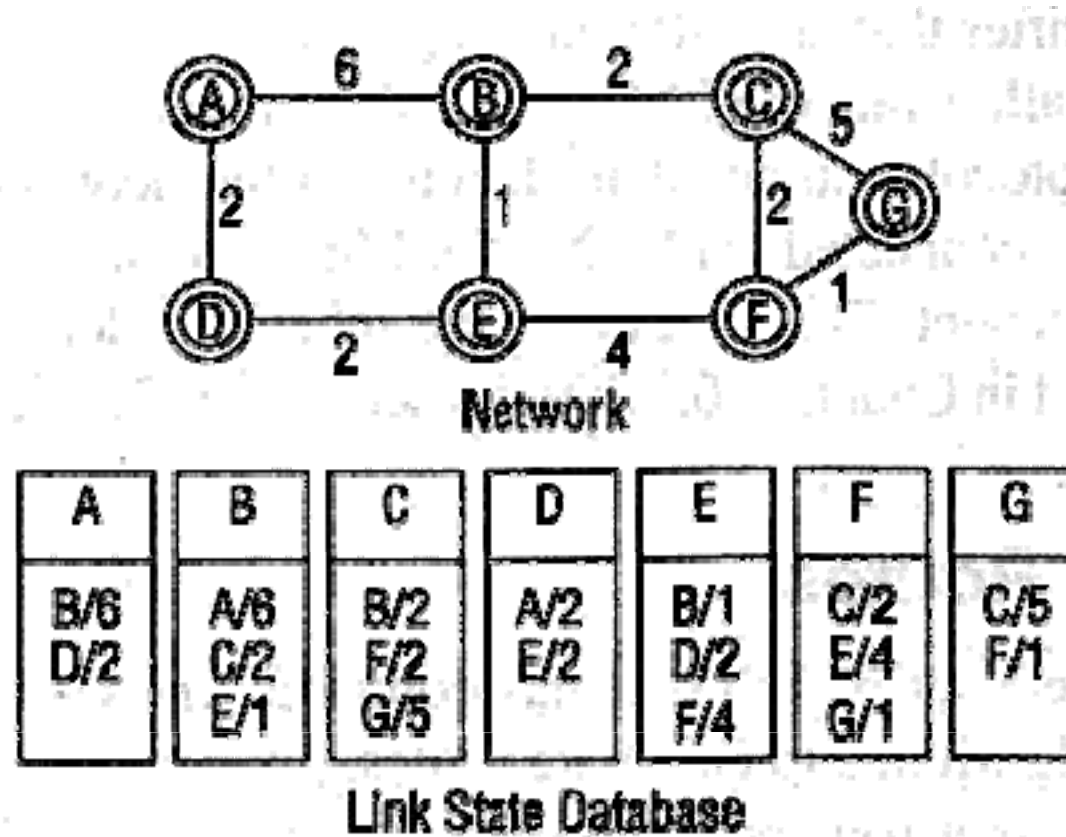 6 2
A B C
5
2 1 2 G
1
D E F
2 4
Network
A B C D E F G
B/6 A/6 B/2 A/2 B/1 C/2 C/5
D/2 C/2 F/2 E/2 D/2 E/4 F/1
E/1 G/5 F/4 G/1
Link State Database